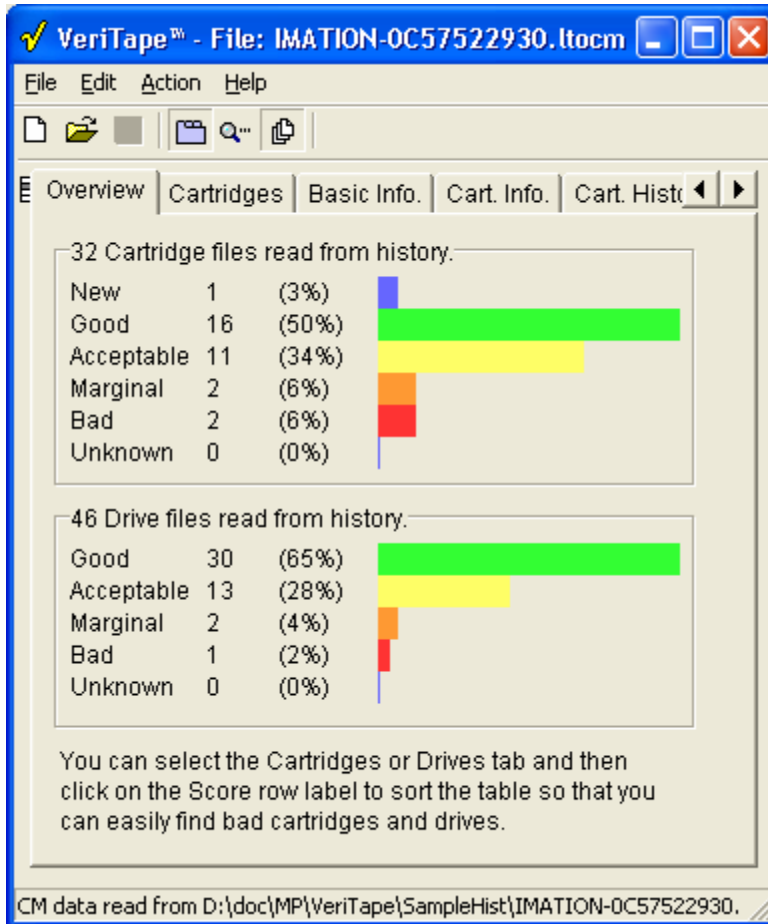 VeriTape™ - File: IMATION-0C57522930.ltocm
File Edit Action Help
Overview Cartridges Basic Info. Cart. Info. Cart. Histo
32 Cartridge files read from history.
New 1 (3%)
Good 16 (50%)
Acceptable 11 (34%)
Marginal 2 (6%)
Bad 2 (6%)
Unknown 0 (0%)
46 Drive files read from history.
Good 30 (65%)
Acceptable 13 (28%)
Marginal 2 (4%)
Bad 1 (2%)
Unknown 0 (0%)
You can select the Cartridges or Drives tab and then
click on the Score row label to sort the table so that you
can easily find bad cartridges and drives.
CM data read from D:\doc\MP\VeriTape\SampleHist\IMATION-0C57522930.